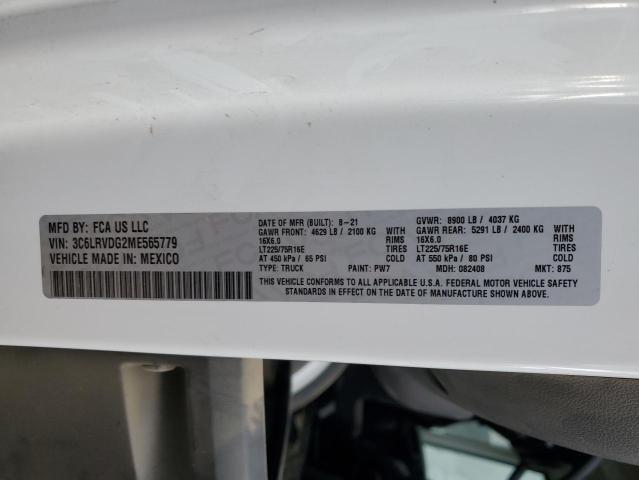 MFD BY: FCA US LLC
VIN: 3C6LRVDG2ME565779
VEHICLE MADE IN: MEXICO
DATE OF MFR (BUILT): 8-21
GAWR FRONT: 4629 LB / 2100 KG RIMS
16X6.0
LT225/75R16E TIRES
AT 450 kPa / 65 PSI COLD
TYPE: TRUCK PAINT: PW7
GVWR: 8900 LB / 4037 KG
GAWR REAR: 5291 LB / 2400 KG
16X6.0 RIMS
LT225/75R16E TIRES
AT 550 kPa / 80 PSI COLD
MDH: 082408 MKT: 875
THIS VEHICLE CONFORMS TO ALL APPLICABLE U.S.A. FEDERAL MOTOR VEHICLE SAFETY
STANDARDS IN EFFECT ON THE DATE OF MANUFACTURE SHOWN ABOVE.